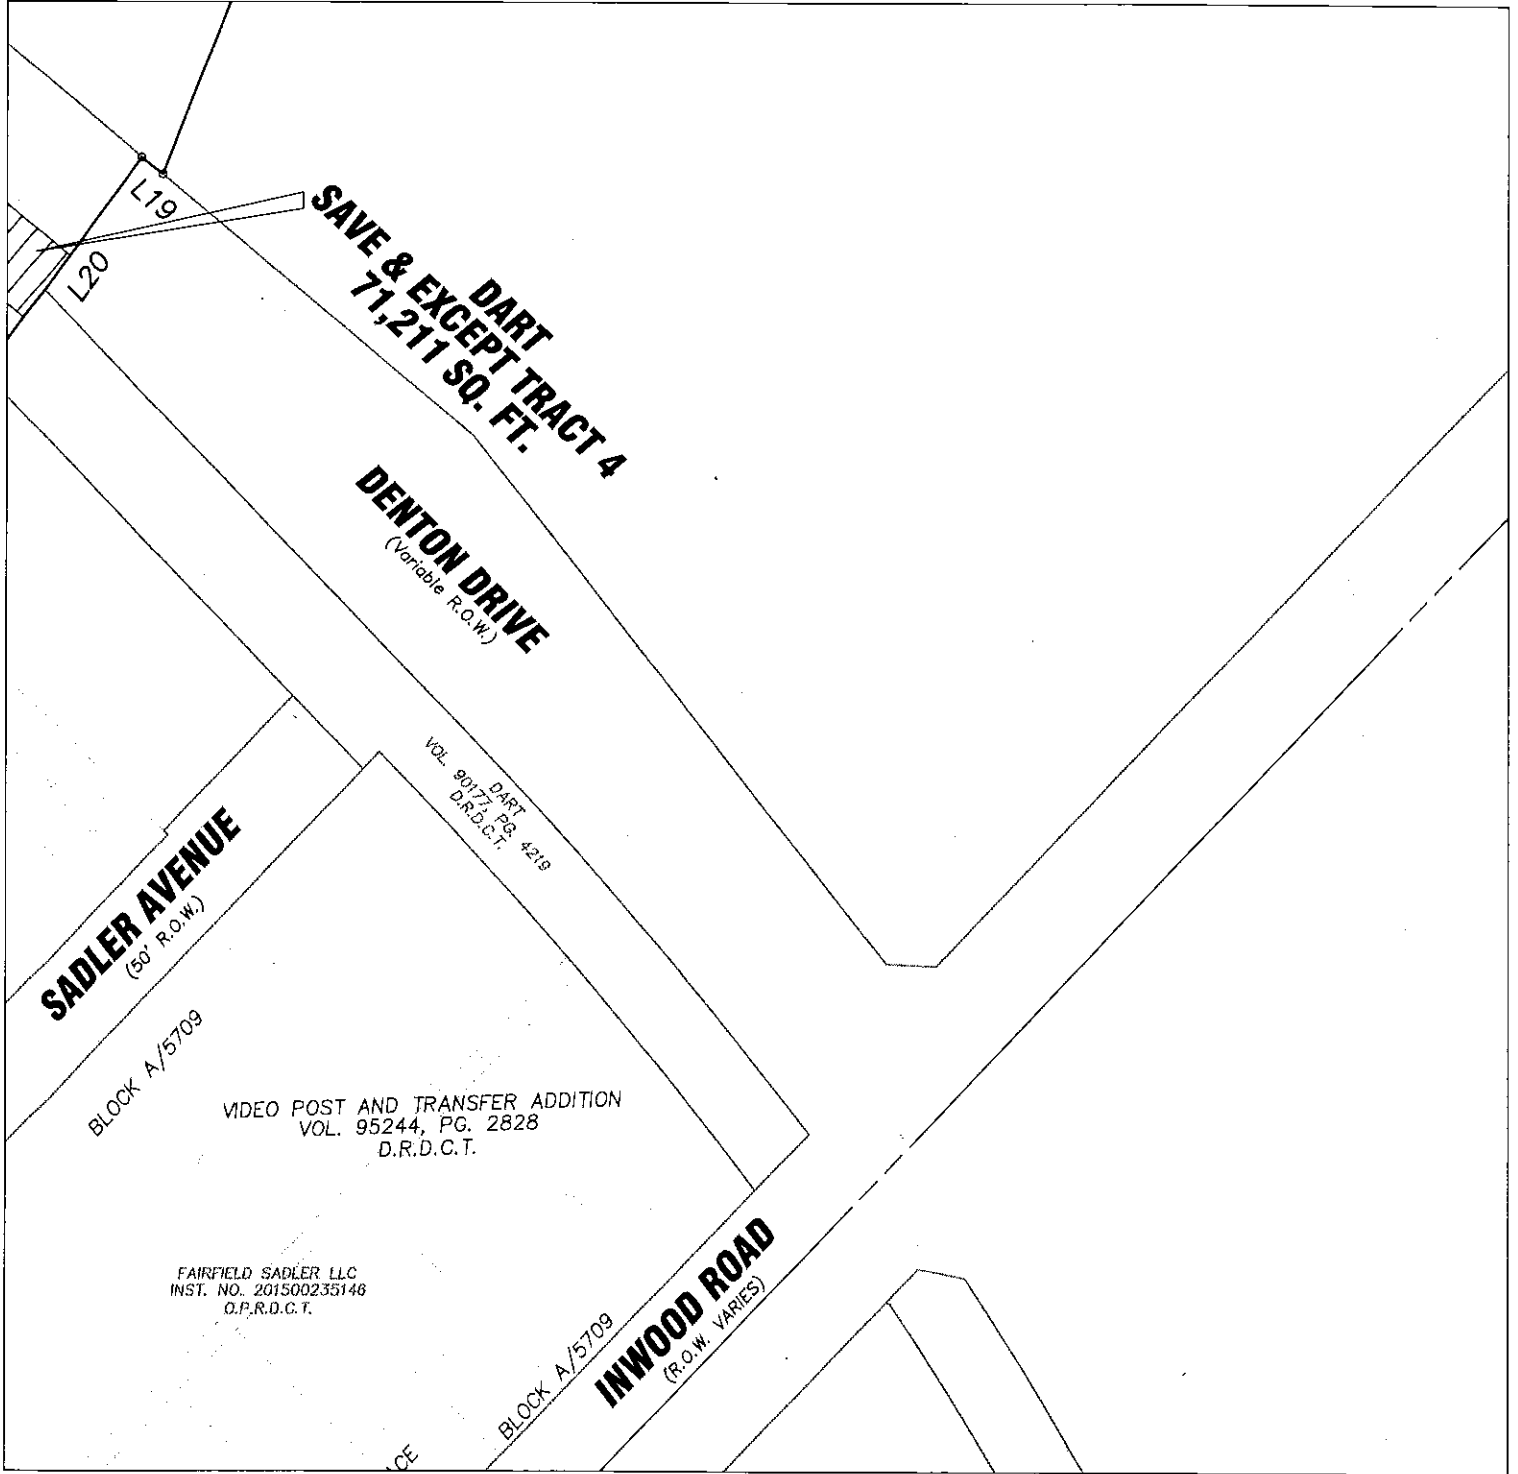 L19
L20
DART
SAVE & EXCEPT TRACT 4
71,211 SQ. FT.
DENTON DRIVE
(Variable R.O.W.)
DART
VOL. 90177, PG. 4219
D.R.D.C.T.
SADLER AVENUE
(50' R.O.W.)
BLOCK A/5709
VIDEO POST AND TRANSFER ADDITION
VOL. 95244, PG. 2828
D.R.D.C.T.
FAIRFIELD SADLER LLC
INST. NO. 201500235146
O.P.R.D.C.T.
BLOCK A/5709
INWOOD ROAD
(R.O.W. VARIES)
CE